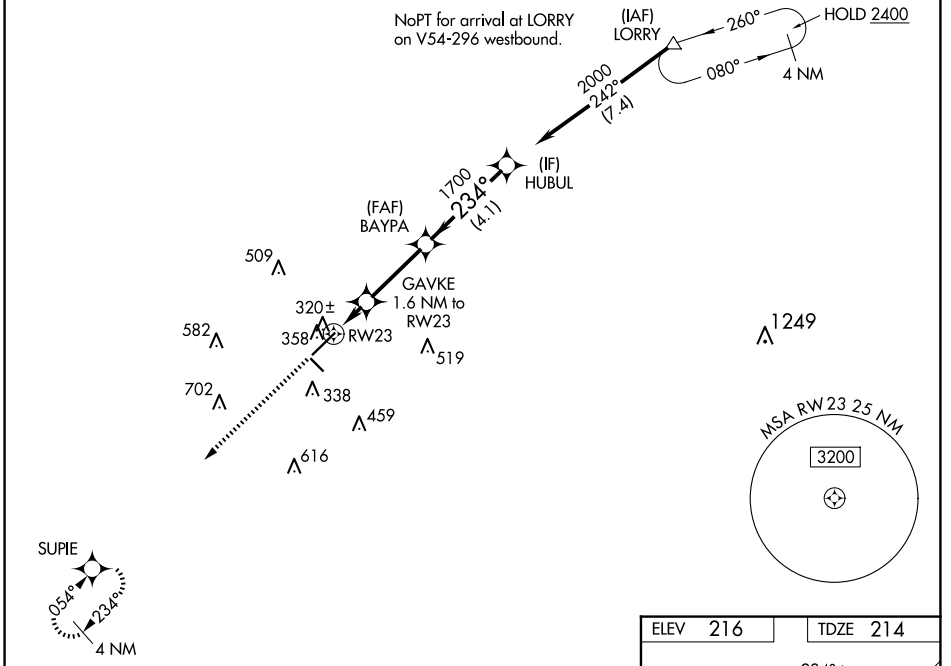 NoPT for arrival at LORRY
on V54-296 westbound.
(IAF)
LORRY
260°
HOLD 2400
080°
4 NM
2000
242°
(7.4)
(IF)
HUBUL
1700
234°
(4.1)
(FAF)
BAYPA
509
GAVKE
1.6 NM to
RW23
320±
358
RW23
582
519
1249
702
338
459
616
MSA RW23 25 NM
3200
SUPIE
054°
234°
4 NM
ELEV 216
TDZE 214